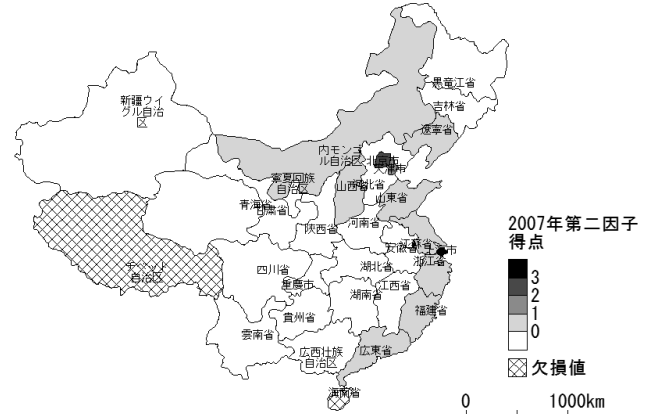 黒竜江省
吉林省
遼寧省
新疆ウイ
グル自治
区
内モンゴ
ル自治区
北京市
天津市
寧夏回族
自治区
山西省
河北省
山東省
青海省
甘粛省
陝西省
河南省
チベット
自治区
安徽省
江蘇省
上海市
浙江省
四川省
重慶市
湖北省
湖南省
江西省
貴州省
福建省
雲南省
広西壮族
自治区
広東省
海南省
2007年第二因子
得点
3
2
1
0
欠損値
0 1000km